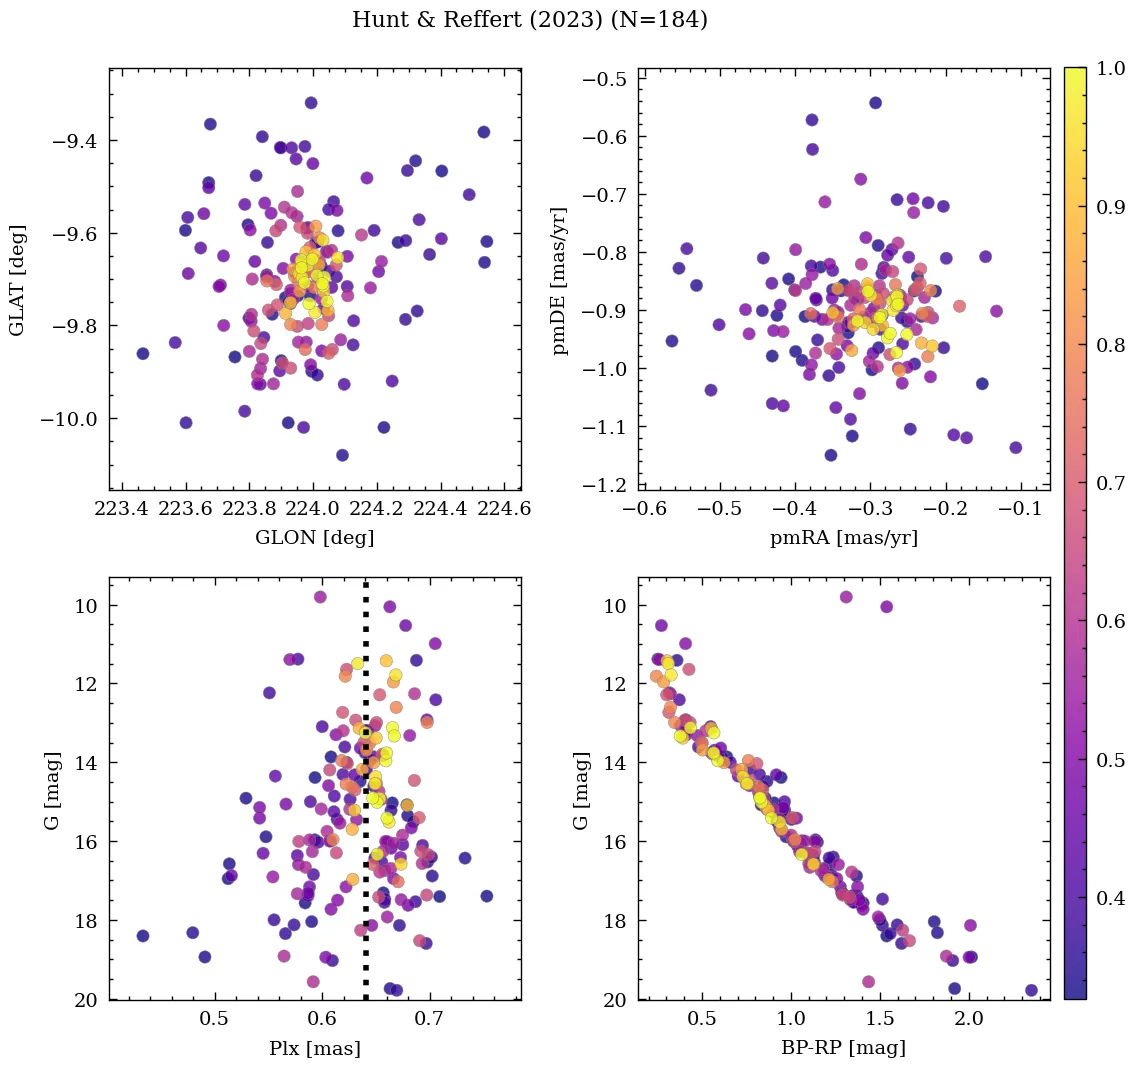 Hunt & Reffert (2023) (N=184)
−9.4
−9.6
−9.8
−10.0
GLAT [deg]
223.4 223.6 223.8 224.0 224.2 224.4 224.6
GLON [deg]
−0.5
−0.6
−0.7
−0.8
−0.9
−1.0
−1.1
−1.2
pmDE [mas/yr]
−0.6 −0.5 −0.4 −0.3 −0.2 −0.1
pmRA [mas/yr]
1.0
0.9
0.8
0.7
0.6
0.5
0.4
10
12
14
16
18
20
G [mag]
0.5 0.6 0.7
Plx [mas]
10
12
14
16
18
20
G [mag]
0.5 1.0 1.5 2.0
BP-RP [mag]